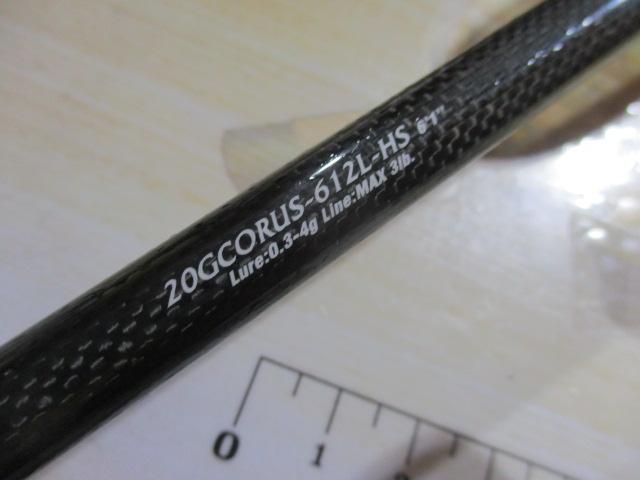 20GCORUS-612L-HS 6'1"
Lure:0.3-4g Line:MAX 3lb.
0 1